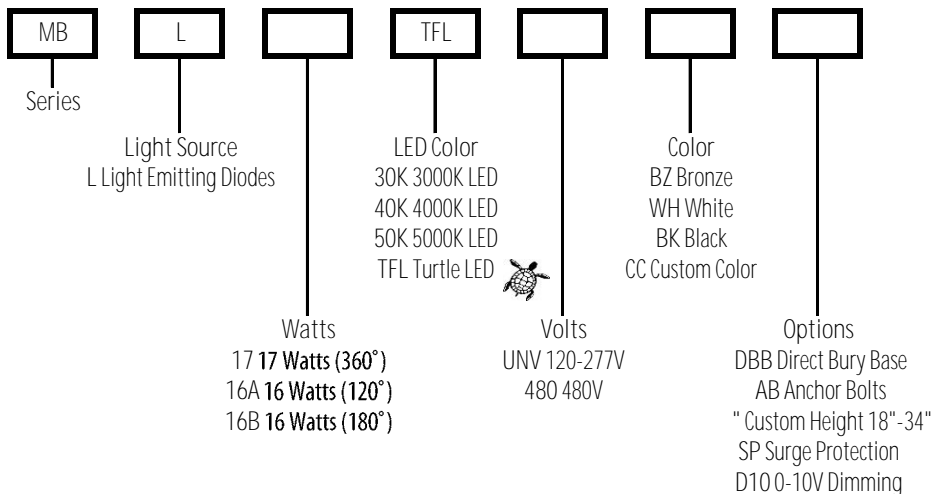 MB L TFL
Series
Light Source
L Light Emitting Diodes
LED Color
30K 3000K LED
40K 4000K LED
50K 5000K LED
TFL Turtle LED
Color
BZ Bronze
WH White
BK Black
CC Custom Color
Watts
17 17 Watts (360°)
16A 16 Watts (120°)
16B 16 Watts (180°)
Volts
UNV 120-277V
480 480V
Options
DBB Direct Bury Base
AB Anchor Bolts
" Custom Height 18"-34"
SP Surge Protection
D10 0-10V Dimming